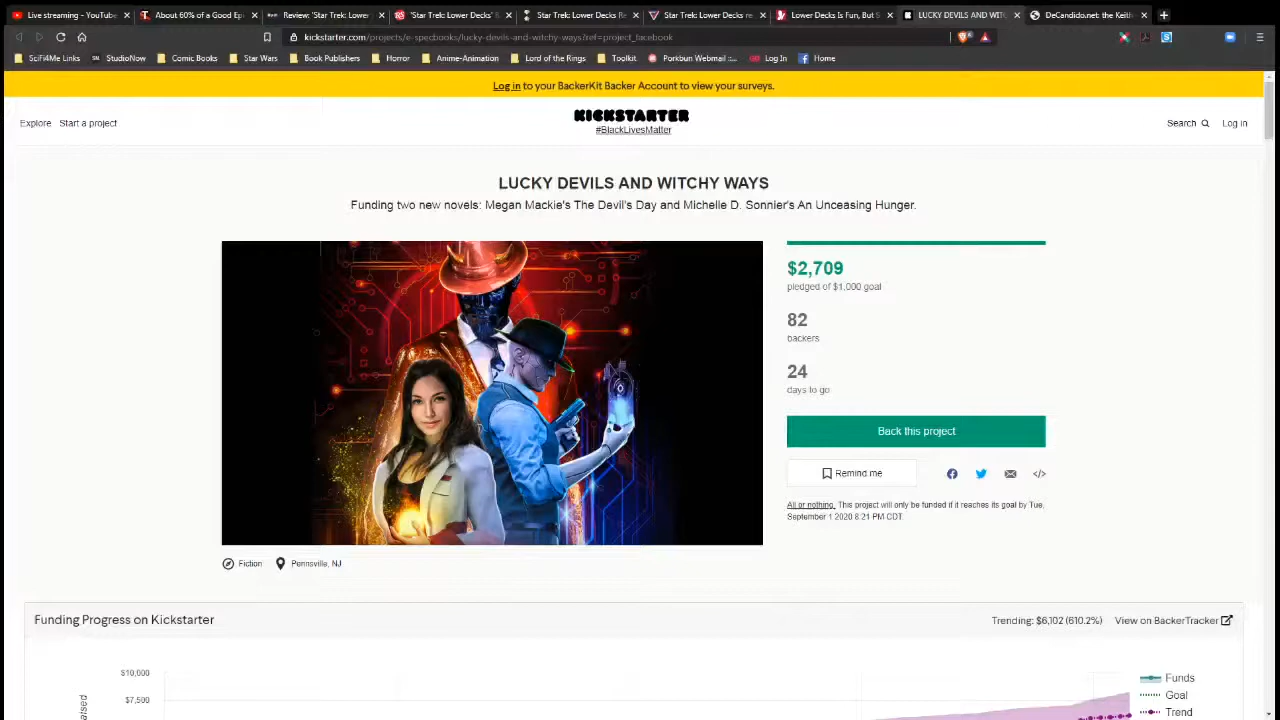 Live streaming - YouTube
About 60% of a Good Ep
Review: 'Star Trek: Lower
'Star Trek: Lower Decks'
Star Trek: Lower Decks Re
Star Trek: Lower Decks re
Lower Decks Is Fun, But S
LUCKY DEVILS AND WITC
DeCandido.net: the Keith
kickstarter.com/projects/e-specbooks/lucky-devils-and-witchy-ways?ref=project_facebook
SciFi4Me Links
StudioNow
Comic Books
Star Wars
Book Publishers
Horror
Anime-Animation
Lord of the Rings
Toolkit
Porkbun Webmail ::...
Log In
Home
Log in to your BackerKit Backer Account to view your surveys.
Explore
Start a project
KICKSTARTER
#BlackLivesMatter
Search
Log in
LUCKY DEVILS AND WITCHY WAYS
Funding two new novels: Megan Mackie's The Devil's Day and Michelle D. Sonnier's An Unceasing Hunger.
$2,709
pledged of $1,000 goal
82
backers
24
days to go
Back this project
Remind me
All or nothing. This project will only be funded if it reaches its goal by Tue,
September 1 2020 8:21 PM CDT.
Fiction
Pennsville, NJ
Funding Progress on Kickstarter
Trending: $6,102 (610.2%)
View on BackerTracker
$10,000
$7,500
aised
Funds
Goal
Trend